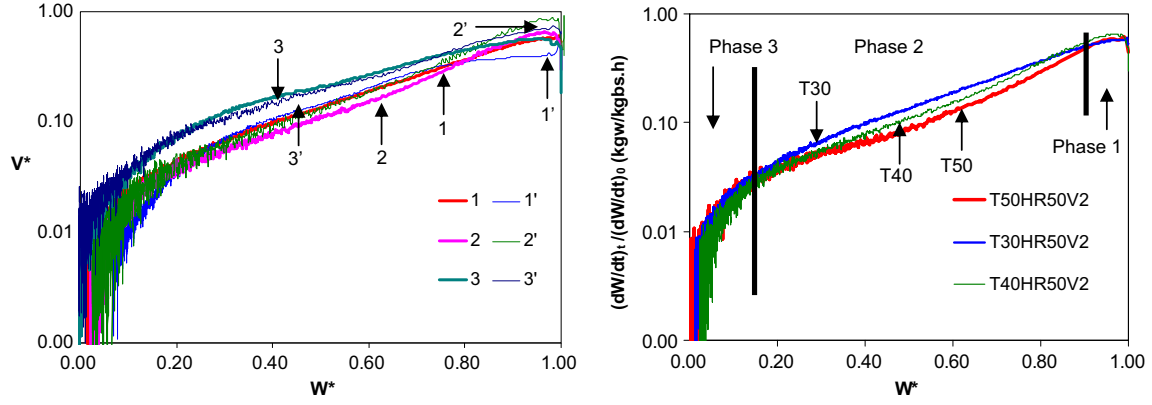 1.00
0.10
0.01
0.00
V*
0.00
0.20
0.40
0.60
0.80
1.00
W*
3
2'
1'
1
2
3'
1
1'
2
2'
3
3'
1.00
0.10
0.01
0.00
(dW/dt)t /(dW/dt)0 (kgw/kgbs.h)
0.00
0.20
0.40
0.60
0.80
1.00
W*
Phase 3
Phase 2
Phase 1
T30
T40
T50
T50HR50V2
T30HR50V2
T40HR50V2